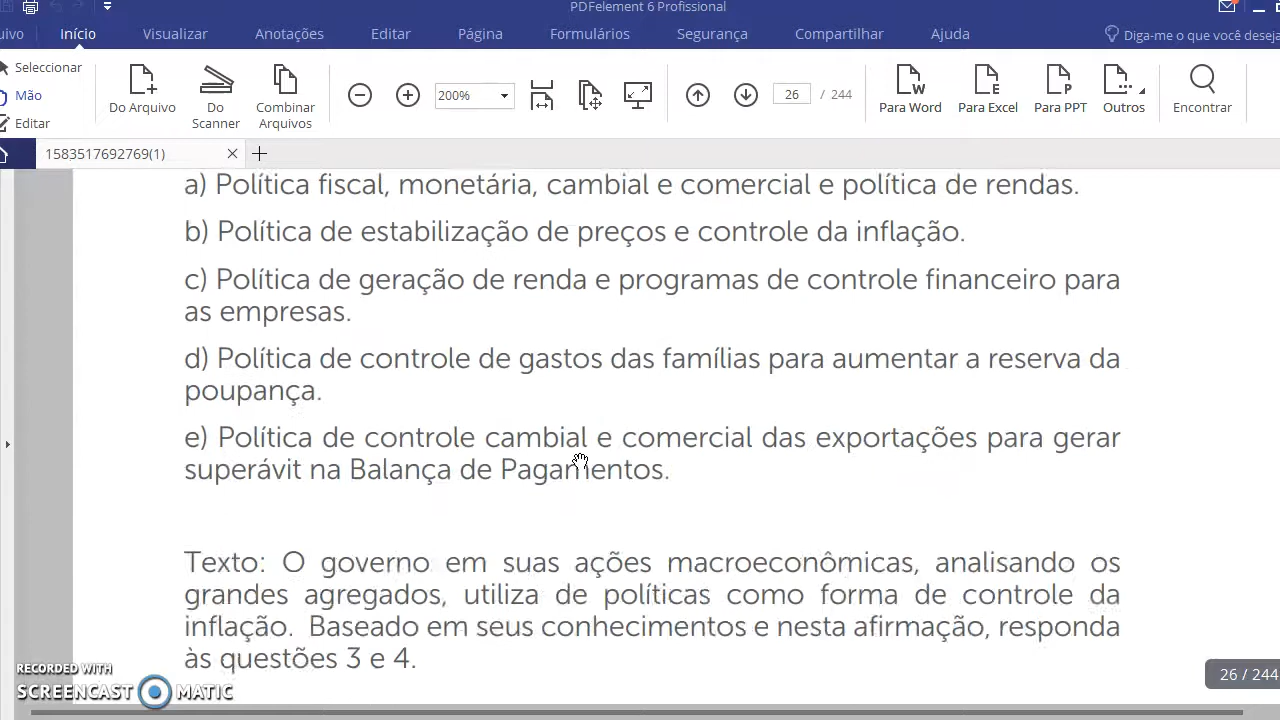 PDFelement 6 Profissional
uivo Início Visualizar Anotações Editar Página Formulários Segurança Compartilhar Ajuda Diga-me o que você deseja
Seleccionar
Mão
Editar
Do Arquivo
Do Scanner
Combinar Arquivos
200%
26 / 244
Para Word
Para Excel
Para PPT
Outros
Encontrar
1583517692769(1)
a) Política fiscal, monetária, cambial e comercial e política de rendas.
b) Política de estabilização de preços e controle da inflação.
c) Política de geração de renda e programas de controle financeiro para
as empresas.
d) Política de controle de gastos das famílias para aumentar a reserva da
poupança.
e) Política de controle cambial e comercial das exportações para gerar
superávit na Balança de Pagamentos.
Texto: O governo em suas ações macroeconômicas, analisando os
grandes agregados, utiliza de políticas como forma de controle da
inflação. Baseado em seus conhecimentos e nesta afirmação, responda
às questões 3 e 4.
RECORDED WITH
SCREENCAST MATIC
26 / 244